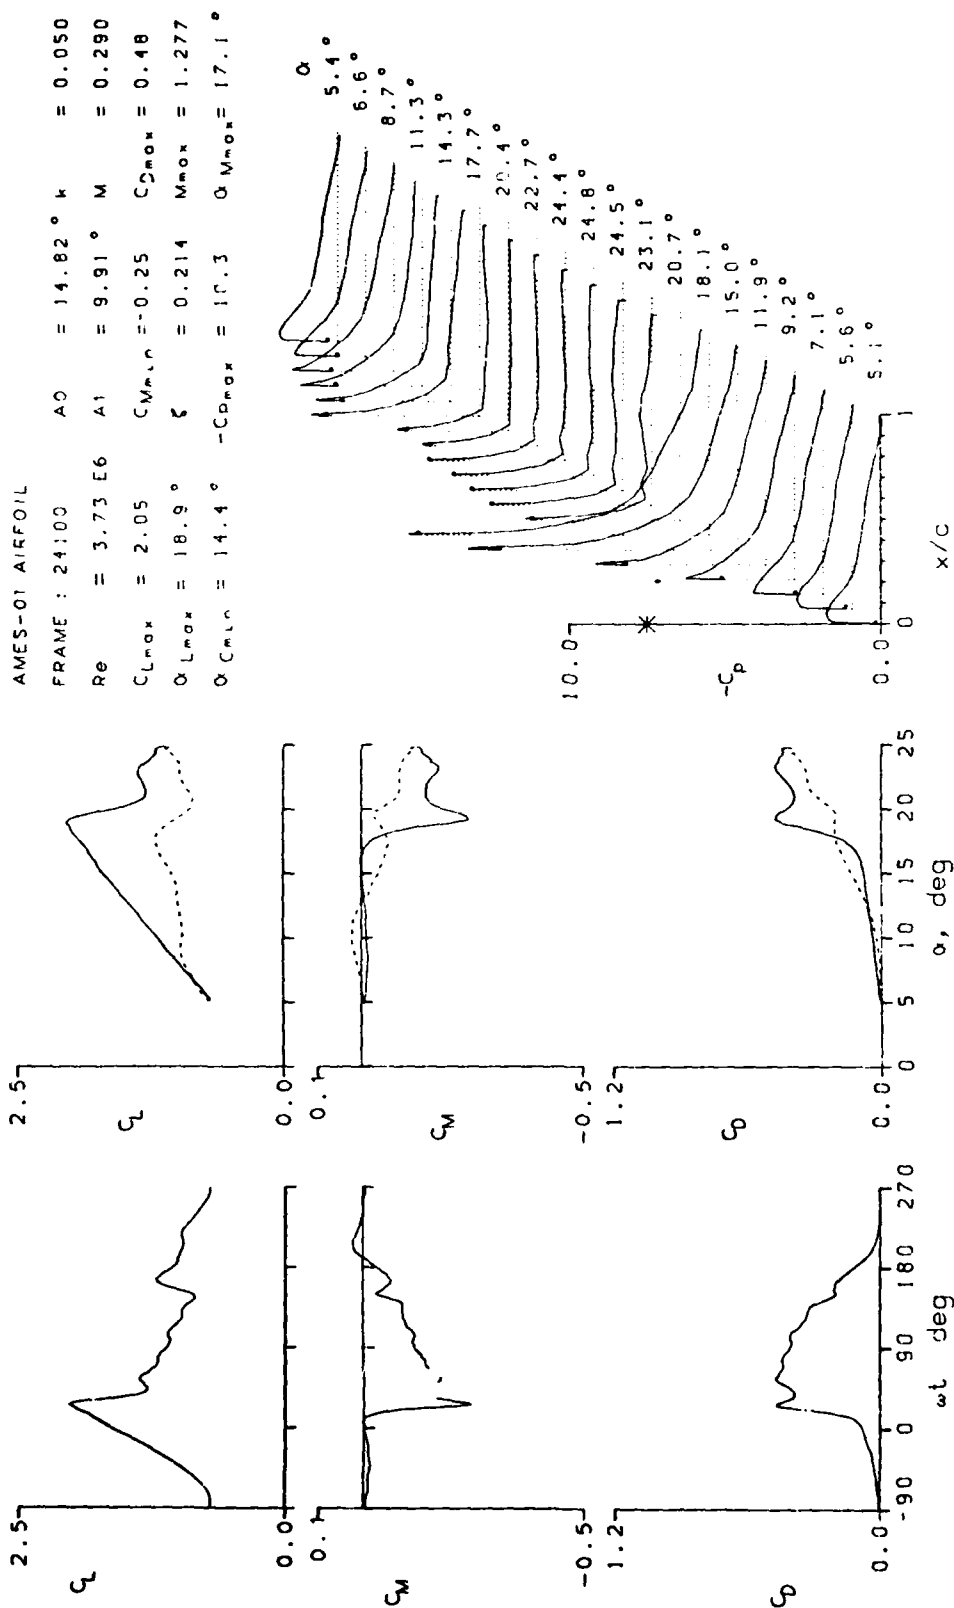 AMES-01 AIRFOIL
FRAME : 24100 A0 = 14.82° k = 0.050
Re = 3.73 E6 A1 = 9.91° M = 0.290
CLmax = 2.05 CMmin =-0.25 CDmax = 0.48
αLmax = 18.9° ζ = 0.214 Mmax = 1.277
αCmin = 14.4° -CPmax = .3 αMmax = 17.1°
2.5
CL
0.0
0.1
CM
-0.5
1.2
CD
0.0
-90 0 90 180 270
ωt deg
2.5
CL
0.0
0.1
CM
-0.5
1.2
CD
0.0
0 5 10 15 20 25
α, deg
α
5.4°
6.6°
8.7°
11.3°
14.3°
17.7°
20.4°
22.7°
24.4°
24.8°
24.5°
23.1°
20.7°
18.1°
15.0°
11.9°
9.2°
7.1°
5.6°
5.1°
10.0
-Cp
0.0
0 1
x/c